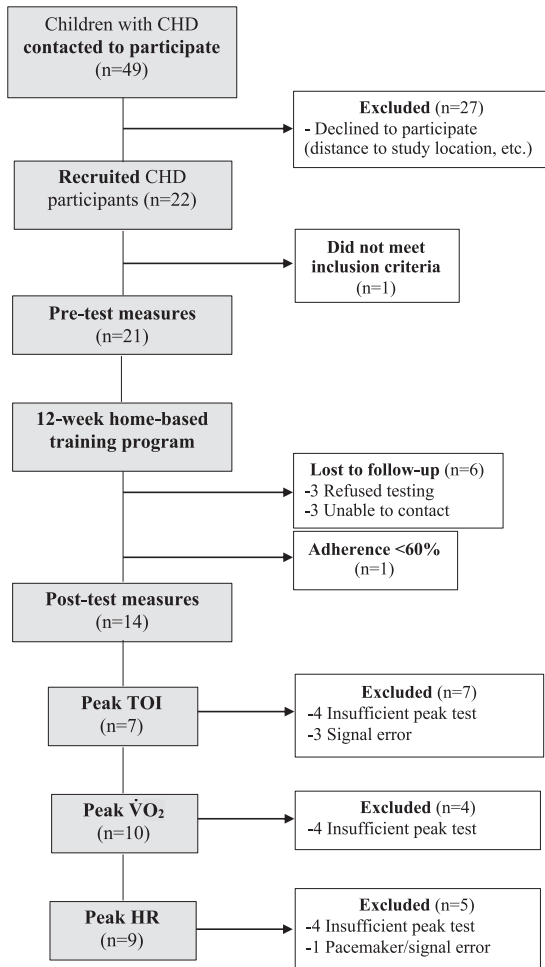 Children with CHD
contacted to participate
(n=49)
Excluded (n=27)
- Declined to participate
(distance to study location, etc.)
Recruited CHD
participants (n=22)
Did not meet
inclusion criteria
(n=1)
Pre-test measures
(n=21)
12-week home-based
training program
Lost to follow-up (n=6)
-3 Refused testing
-3 Unable to contact
Adherence <60%
(n=1)
Post-test measures
(n=14)
Peak TOI
(n=7)
Excluded (n=7)
-4 Insufficient peak test
-3 Signal error
Peak V̇O₂
(n=10)
Excluded (n=4)
-4 Insufficient peak test
Peak HR
(n=9)
Excluded (n=5)
-4 Insufficient peak test
-1 Pacemaker/signal error